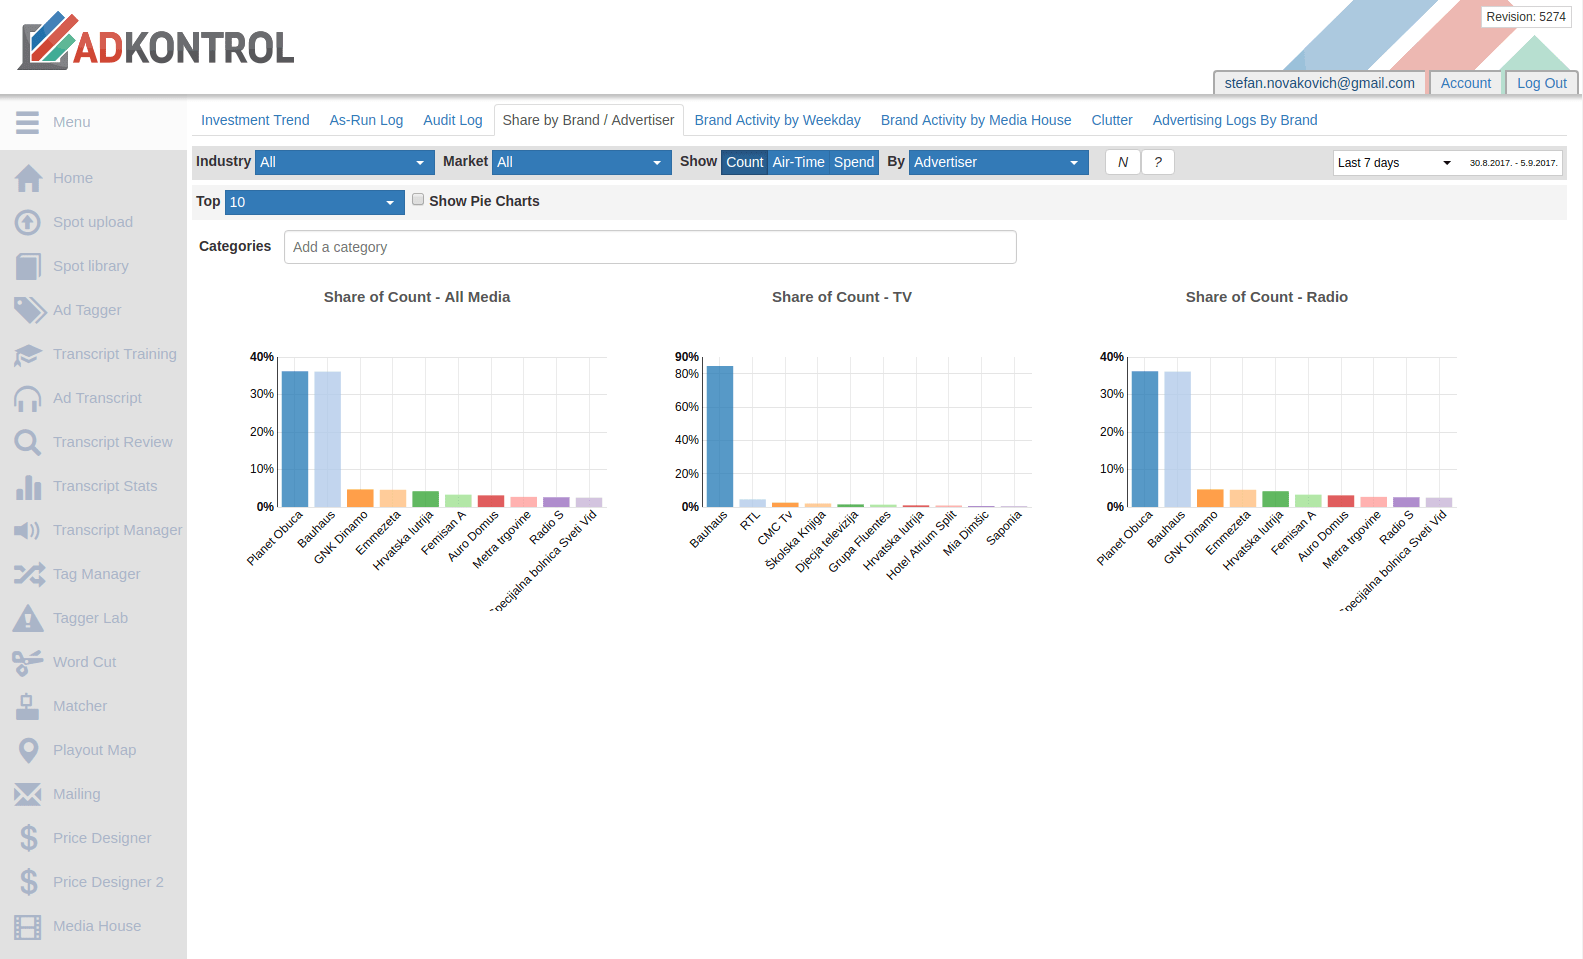 Revision: 5274
ADKONTROL
stefan.novakovich@gmail.com Account Log Out
Menu
Investment Trend As-Run Log Audit Log Share by Brand / Advertiser Brand Activity by Weekday Brand Activity by Media House Clutter Advertising Logs By Brand
Industry All Market All Show Count Air-Time Spend By Advertiser N ? Last 7 days 30.8.2017. - 5.9.2017.
Top 10 Show Pie Charts
Categories Add a category
Home
Spot upload
Spot library
Ad Tagger
Transcript Training
Ad Transcript
Transcript Review
Transcript Stats
Transcript Manager
Tag Manager
Tagger Lab
Word Cut
Matcher
Playout Map
Mailing
Price Designer
Price Designer 2
Media House
Share of Count - All Media
40%
30%
20%
10%
0%
Planet Obuca
Bauhaus
GNK Dinamo
Emmezeta
Hrvatska lutrija
Femisan A
Auro Domus
Metra trgovine
Radio S
Specijalna bolnica Sveti Vid
Share of Count - TV
90%
80%
60%
40%
20%
0%
Bauhaus
RTL
CMC Tv
Školska Knjiga
Djecja televizija
Grupa Fluentes
Hrvatska lutrija
Hotel Atrium Split
Mia Dimšic
Saponia
Share of Count - Radio
40%
30%
20%
10%
0%
Planet Obuca
Bauhaus
GNK Dinamo
Emmezeta
Hrvatska lutrija
Femisan A
Auro Domus
Metra trgovine
Radio S
Specijalna bolnica Sveti Vid